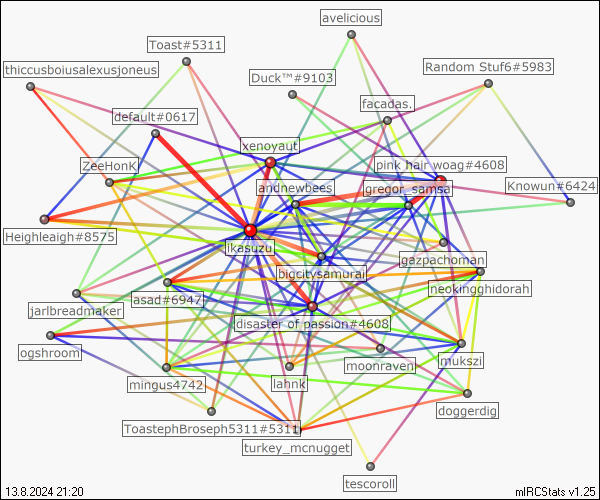 avelicious
Toast#5311
thiccusboiusalexusjoneus
Random Stuf6#5983
Duck™#9103
facadas.
default#0617
xenoyaut
ZeeHonK
pink hair woag#4608
andnewbees
gregor_samsa
Knowun#6424
Heighleaigh#8575
ikasuzu
gazpachoman
bigcitysamurai
neokingghidorah
asad#6947
jarlbreadmaker
disaster of passion#4608
ogshroom
mukszi
moonraven
mingus4742
lahnk
doggerdig
ToastephBroseph5311#5311
turkey_mcnugget
tescoroll
13.8.2024 21:20
mIRCStats v1.25